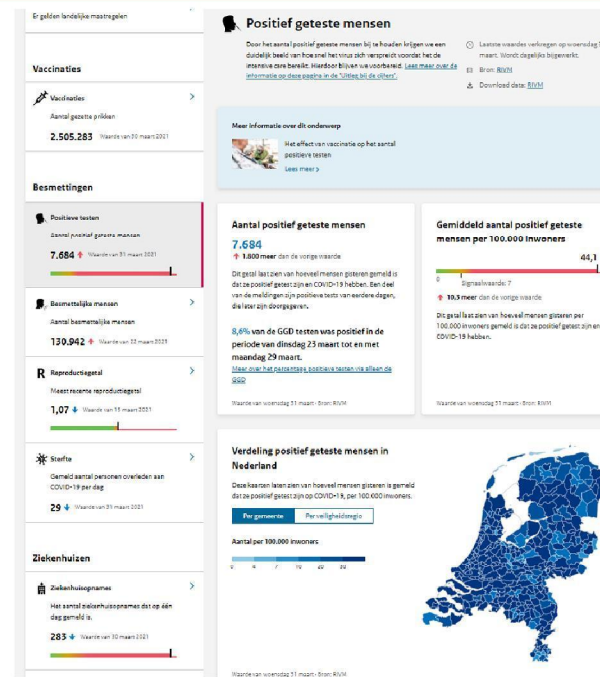 Er gelden landelijke maatregelen
Vaccinaties
Vaccinaties
Aantal gezette prikken
2.505.283 Waarde van 30 maart 2021
Besmettingen
Positieve testen
Aantal positief geteste mensen
7.684 Waarde van 31 maart 2021
Besmettelijke mensen
Aantal besmettelijke mensen
130.942
R Reproductiegetal
Meest recente reproductiegetal
1,07
Sterfte
Gemeld aantal personen overleden aan
COVID-19 per dag
29 Waarde van 31 maart 2021
Ziekenhuizen
Ziekenhuisopnames
Het aantal ziekenhuisopnames dat op één
dag gemeld is.
283 Waarde van 30 maart 2021
Positief geteste mensen
Door het aantal positief geteste mensen bij te houden krijgen we een
duidelijk beeld van hoe snel het virus zich verspreidt voordat het de
intensive care bereikt. Hierdoor blijven we voorbereid. Lees meer over de
informatie op deze pagina in de 'Uitleg bij de cijfers'.
Laatste waardes verkregen op woensdag
maart. Wordt dagelijks bijgewerkt.
Bron: RIVM
Download data: RIVM
Meer informatie over dit onderwerp
Het effect van vaccinatie op het aantal
positieve testen
Lees meer
Aantal positief geteste mensen
7.684
1.800 meer dan de vorige waarde
Dit getal laat zien van hoeveel mensen gisteren gemeld is
dat ze positief getest zijn en COVID-19 hebben. Een deel
van de meldingen zijn positieve tests van eerdere dagen,
die later zijn doorgegeven.
8,6% van de GGD testen was positief in de
periode van dinsdag 23 maart tot en met
maandag 29 maart.
Meer over het percentage positieve testen via alleen de
GGD
Waarde van woensdag 31 maart · Bron: RIVM
Gemiddeld aantal positief geteste
mensen per 100.000 inwoners
44,1
0
Signaalwaarde: 7
10,3 meer dan de vorige waarde
Dit getal laat zien van hoeveel mensen gisteren per
100.000 inwoners gemeld is dat ze positief getest zijn en
COVID-19 hebben.
Waarde van woensdag 31 maart · Bron: RIVM
Verdeling positief geteste mensen in
Nederland
Deze kaarten laten zien van hoeveel mensen gisteren is gemeld
dat ze positief getest zijn op COVID-19, per 100.000 inwoners.
Per gemeente Per veiligheidsregio
Aantal per 100.000 inwoners
0 4 7 10 20 30
Waarde van woensdag 31 maart · Bron: RIVM